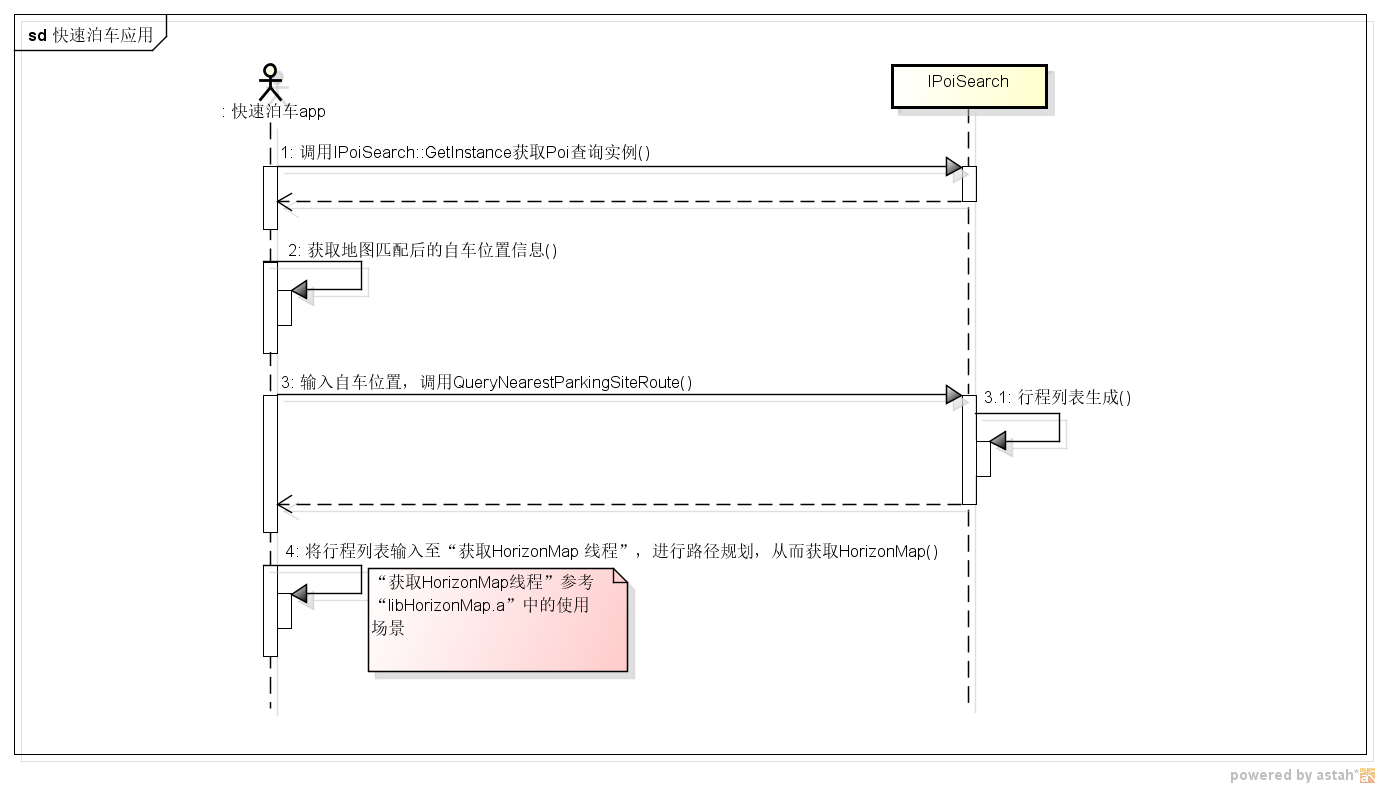 sd 快速泊车应用
: 快速泊车app
IPoiSearch
1: 调用IPoiSearch::GetInstance获取Poi查询实例()
2: 获取地图匹配后的自车位置信息()
3: 输入自车位置，调用QueryNearestParkingSiteRoute()
3.1: 行程列表生成()
4: 将行程列表输入至“获取HorizonMap 线程”，进行路径规划，从而获取HorizonMap()
“获取HorizonMap线程”参考
“libHorizonMap.a”中的使用
场景
powered by astah*